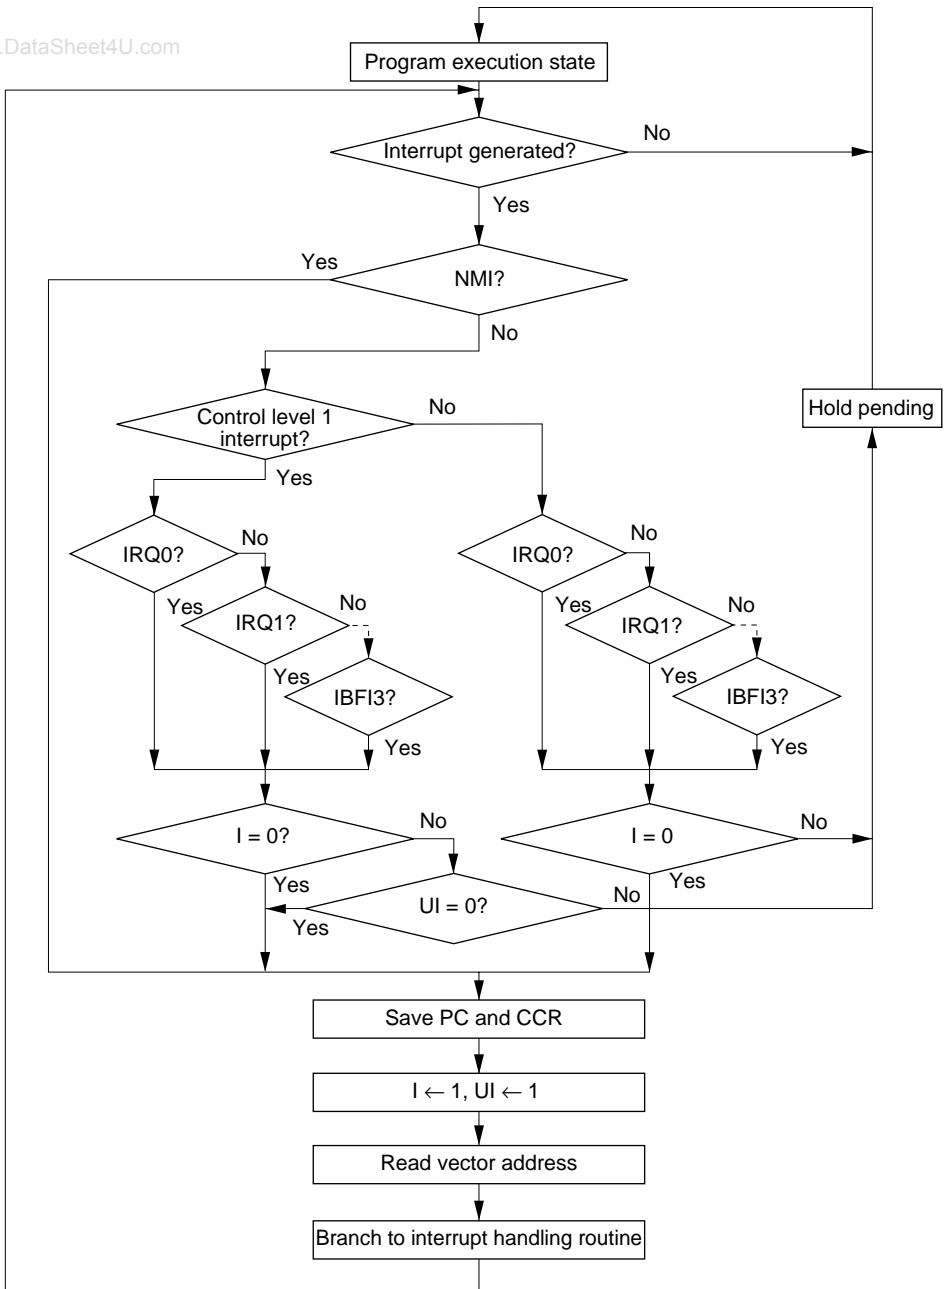 .DataSheet4U.com
Program execution state
Interrupt generated?
No
Yes
NMI?
Yes
No
Control level 1
interrupt?
No
Yes
Hold pending
IRQ0?
No
Yes
IRQ1?
No
Yes
IBFI3?
Yes
IRQ0?
No
Yes
IRQ1?
No
Yes
IBFI3?
Yes
I = 0?
No
Yes
UI = 0?
No
Yes
I = 0
No
Yes
Save PC and CCR
I ← 1, UI ← 1
Read vector address
Branch to interrupt handling routine